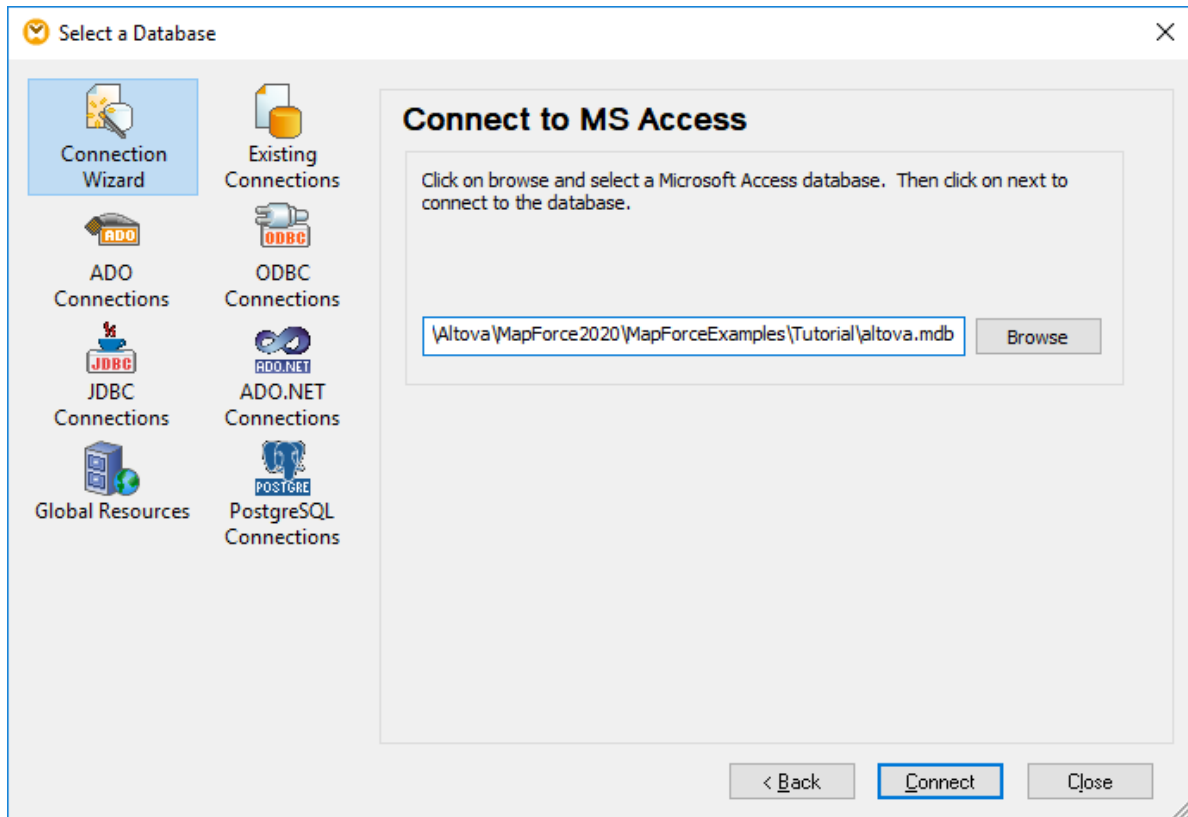 Select a Database
Connection
Wizard
Existing
Connections
ADO
ADO
Connections
ODBC
ODBC
Connections
JDBC
JDBC
Connections
ADO.NET
ADO.NET
Connections
Global Resources
POSTGRE
PostgreSQL
Connections
Connect to MS Access
Click on browse and select a Microsoft Access database.  Then click on next to
connect to the database.
\Altova\MapForce2020\MapForceExamples\Tutorial\altova.mdb
Browse
< Back
Connect
Close